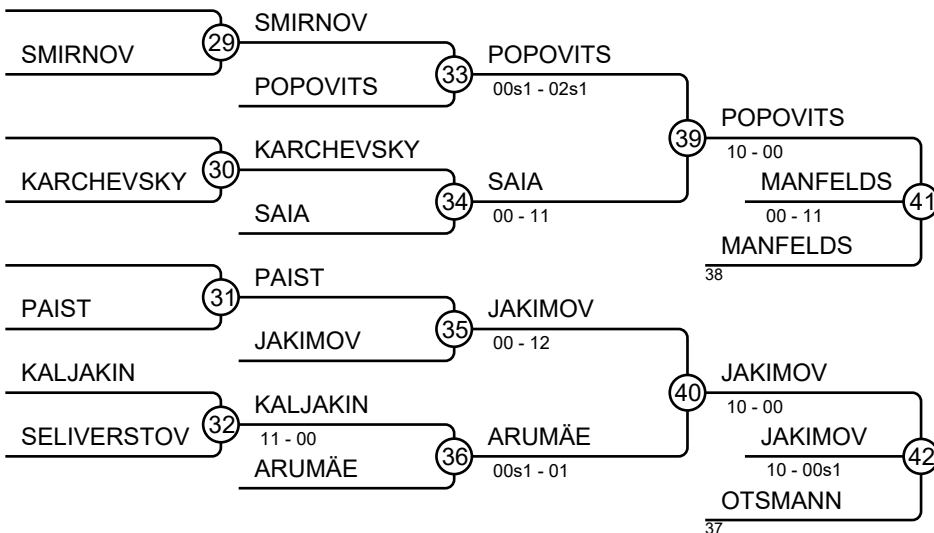 SMIRNOV
29
SMIRNOV
POPOVITS
33
POPOVITS
00s1 - 02s1
KARCHEVSKY
30
KARCHEVSKY
SAIA
34
SAIA
00 - 11
39
POPOVITS
10 - 00
MANFELDS
00 - 11
41
MANFELDS
38
PAIST
31
PAIST
JAKIMOV
35
JAKIMOV
00 - 12
KALJAKIN
SELIVERSTOV
32
KALJAKIN
11 - 00
ARUMÄE
36
ARUMÄE
00s1 - 01
40
JAKIMOV
10 - 00
JAKIMOV
10 - 00s1
42
OTSMANN
37